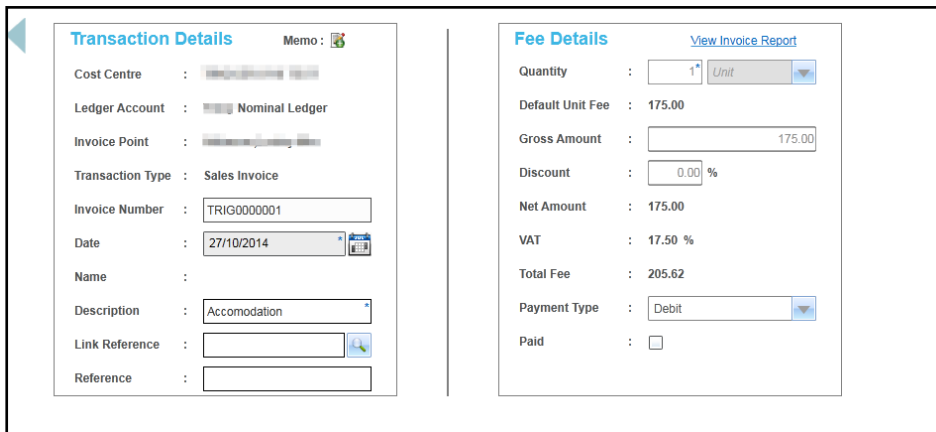 Transaction Details Memo :
Cost Centre :
Ledger Account : Nominal Ledger
Invoice Point :
Transaction Type : Sales Invoice
Invoice Number : TRIG0000001
Date : 27/10/2014 *
Name :
Description : Accomodation *
Link Reference :
Reference :
Fee Details View Invoice Report
Quantity : 1* Unit
Default Unit Fee : 175.00
Gross Amount : 175.00
Discount : 0.00 %
Net Amount : 175.00
VAT : 17.50 %
Total Fee : 205.62
Payment Type : Debit
Paid :